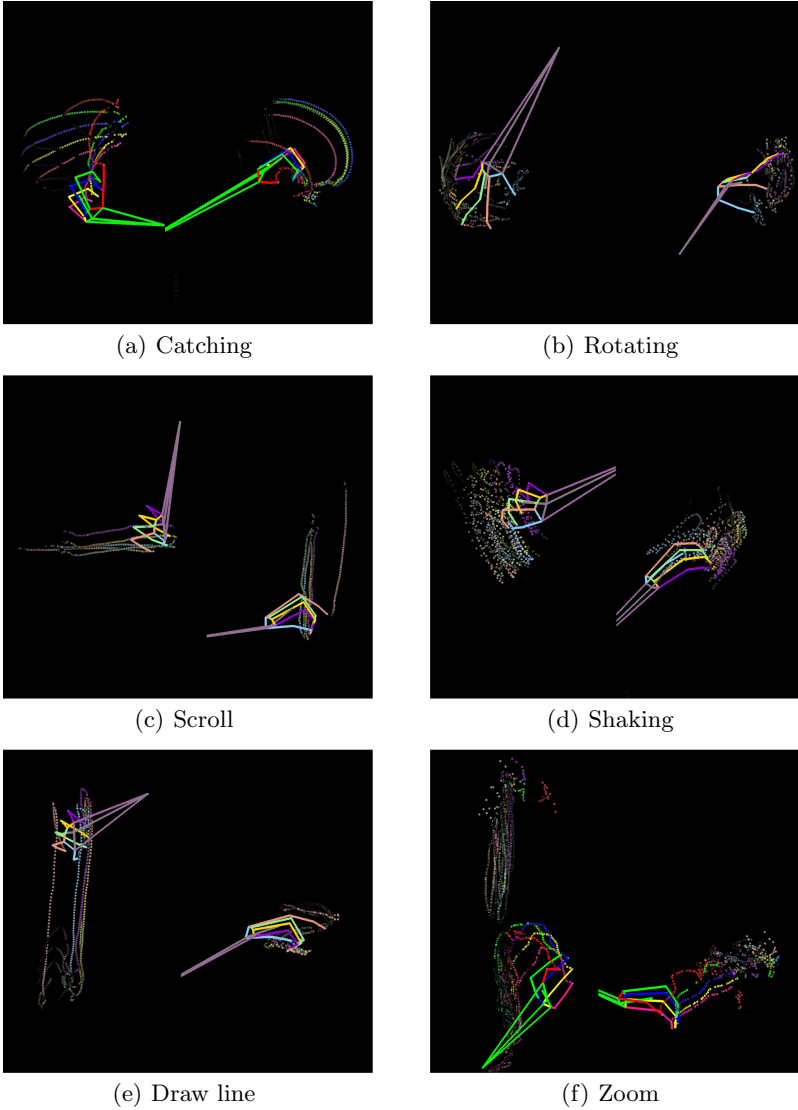 (a) Catching
(b) Rotating
(c) Scroll
(d) Shaking
(e) Draw line
(f) Zoom